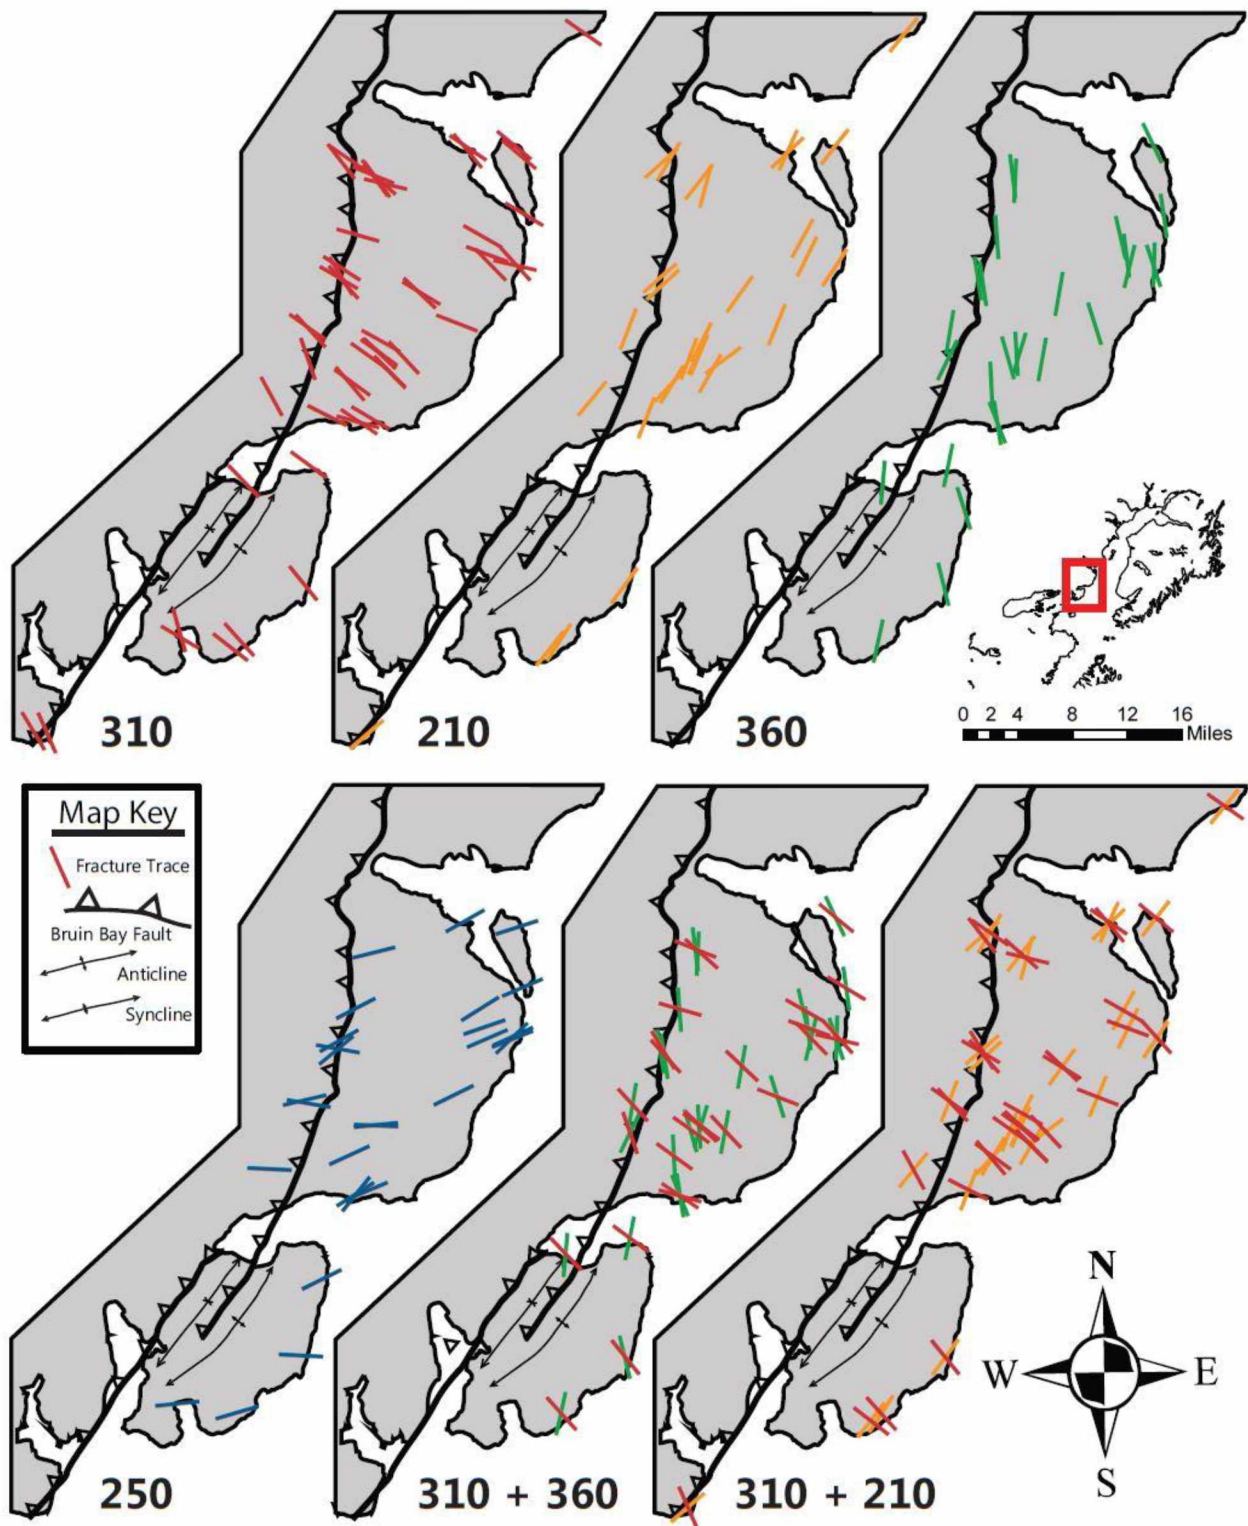 310
210
360
0 2 4 8 12 16
Miles
Map Key
Fracture Trace
Bruin Bay Fault
Anticline
Syncline
250
310 + 360
310 + 210
N
W
E
S